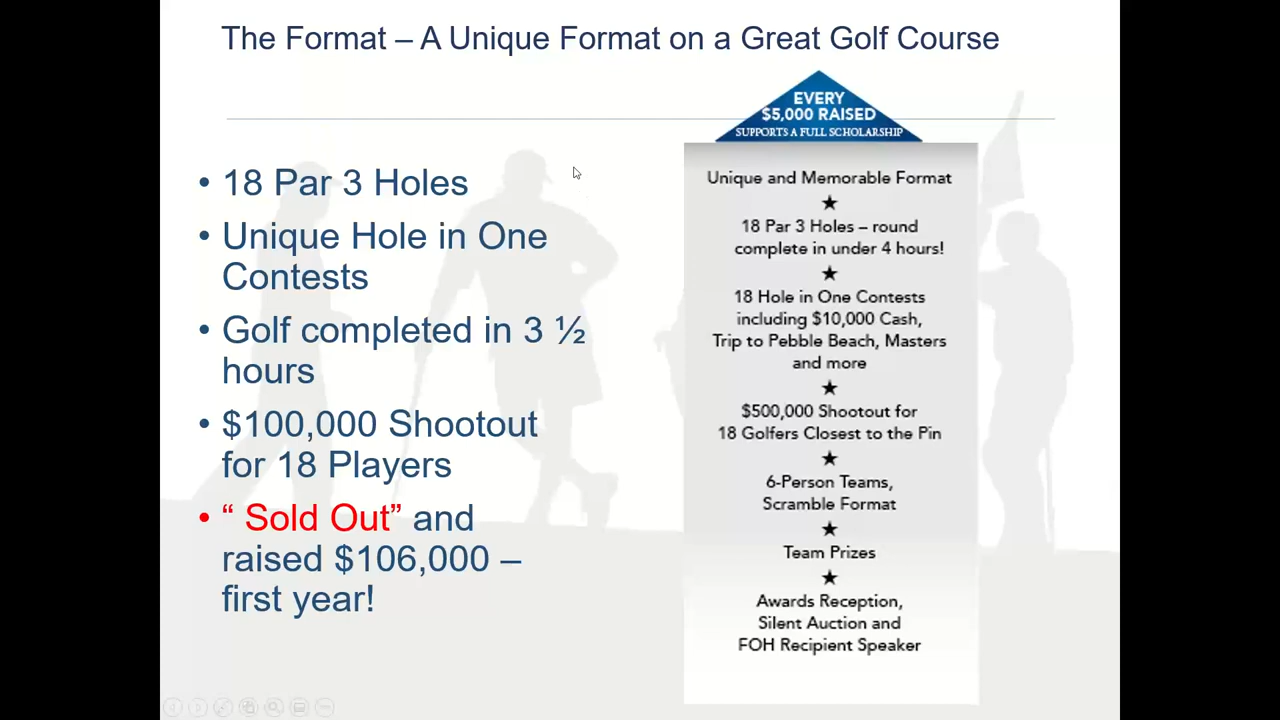 The Format – A Unique Format on a Great Golf Course
• 18 Par 3 Holes
• Unique Hole in One
Contests
• Golf completed in 3 ½
hours
• $100,000 Shootout
for 18 Players
• “ Sold Out” and
raised $106,000 –
first year!
EVERY
$5,000 RAISED
SUPPORTS A FULL SCHOLARSHIP
Unique and Memorable Format
★
18 Par 3 Holes – round
complete in under 4 hours!
★
18 Hole in One Contests
including $10,000 Cash,
Trip to Pebble Beach, Masters
and more
★
$500,000 Shootout for
18 Golfers Closest to the Pin
★
6-Person Teams,
Scramble Format
★
Team Prizes
★
Awards Reception,
Silent Auction and
FOH Recipient Speaker